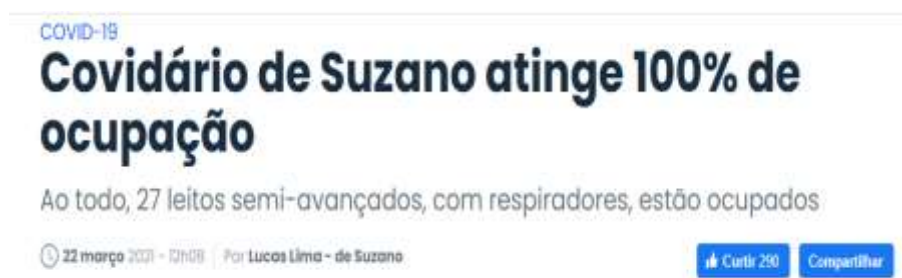 COVID-19
Covidário de Suzano atinge 100% de
ocupação
Ao todo, 27 leitos semi-avançados, com respiradores, estão ocupados
22 março 2021 - Por Lucas Lima - de Suzano
Curtir 290 Compartilhar